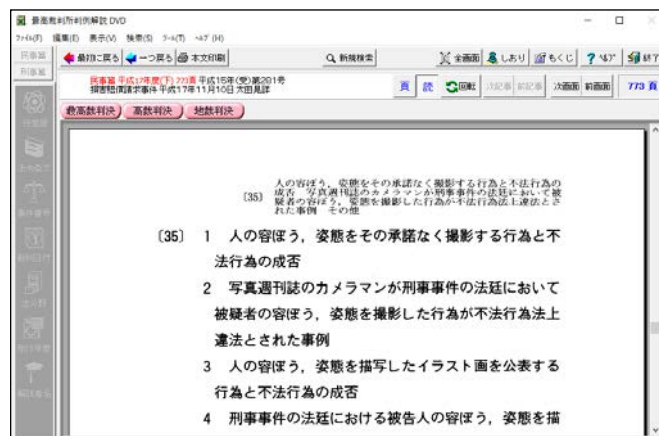 最高裁判所判例解説 DVD
ファイル(F) 編集(E) 表示(V) 検索(S) ツール(T) ヘルプ(H)
民事篇
刑事篇
最初に戻る 一つ戻る 本文印刷 新規検索 全画面 しおり もくじ ヘルプ 終了
民事篇 平成17年度(下) 773頁 平成15年(受)第281号
損害賠償請求事件 平成17年11月10日 太田晃詳
頁 読 回転 次記事 前記事 次画面 前画面 773 頁
最高裁判決 高裁判決 地裁判決
人の容ぼう，姿態をその承諾なく撮影する行為と不法行為の
〔35〕
成否 写真週刊誌のカメラマンが刑事事件の法廷において被
疑者の容ぼう，姿態を撮影した行為が不法行為法上違法とさ
れた事例 その他
〔35〕 1 人の容ぼう，姿態をその承諾なく撮影する行為と不
法行為の成否
2 写真週刊誌のカメラマンが刑事事件の法廷において
被疑者の容ぼう，姿態を撮影した行為が不法行為法上
違法とされた事例
3 人の容ぼう，姿態を描写したイラスト画を公表する
行為と不法行為の成否
4 刑事事件の法廷における被告人の容ぼう，姿態を描